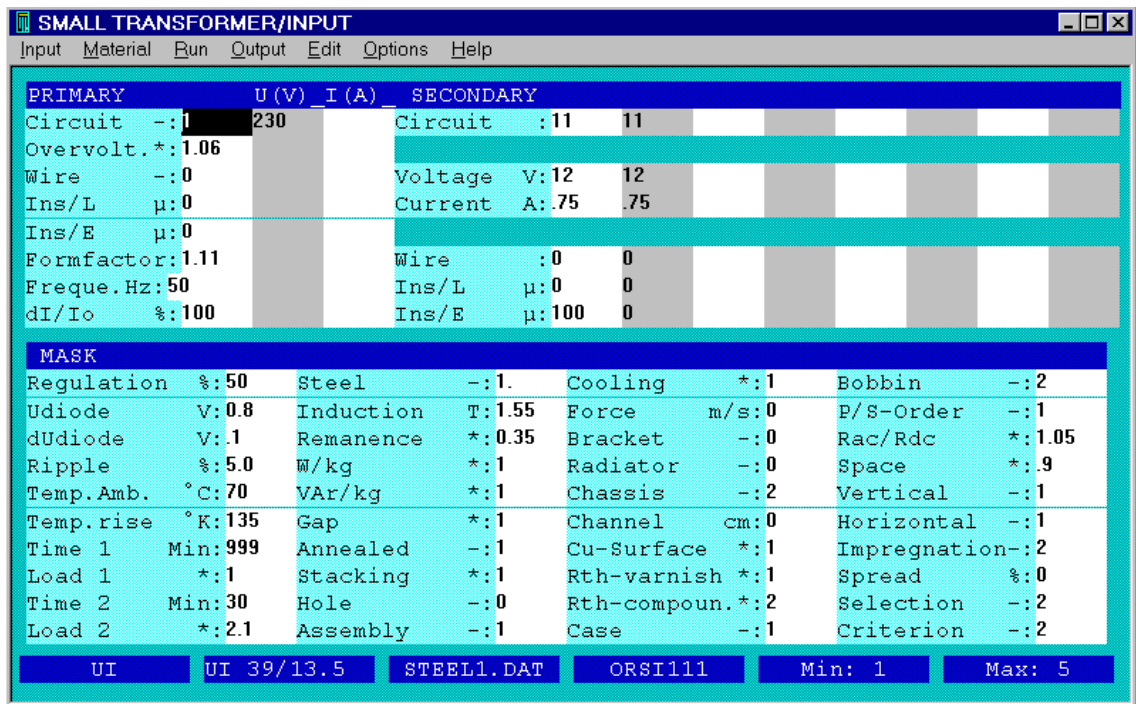 SMALL TRANSFORMER/INPUT
Input Material Run Output Edit Options Help
PRIMARY U(V)_I(A)_ SECONDARY
Circuit -:1 230 Circuit :11 11
Overvolt.*:1.06
Wire -:0 Voltage V:12 12
Ins/L µ:0 Current A:.75 .75
Ins/E µ:0
Formfactor:1.11 Wire :0 0
Freque.Hz:50 Ins/L µ:0 0
dI/Io %:100 Ins/E µ:100 0
MASK
Regulation %:50 Steel -:1. Cooling *:1 Bobbin -:2
Udiode V:0.8 Induction T:1.55 Force m/s:0 P/S-Order -:1
dUdiode V:.1 Remanence *:0.35 Bracket -:0 Rac/Rdc *:1.05
Ripple %:5.0 W/kg *:1 Radiator -:0 Space *:.9
Temp.Amb. °C:70 VAr/kg *:1 Chassis -:2 Vertical -:1
Temp.rise °K:135 Gap *:1 Channel cm:0 Horizontal -:1
Time 1 Min:999 Annealed -:1 Cu-Surface *:1 Impregnation-:2
Load 1 *:1 Stacking *:1 Rth-varnish *:1 Spread %:0
Time 2 Min:30 Hole -:0 Rth-compoun.*:2 Selection -:2
Load 2 *:2.1 Assembly -:1 Case -:1 Criterion -:2
UI UI 39/13.5 STEEL1.DAT ORSI111 Min: 1 Max: 5